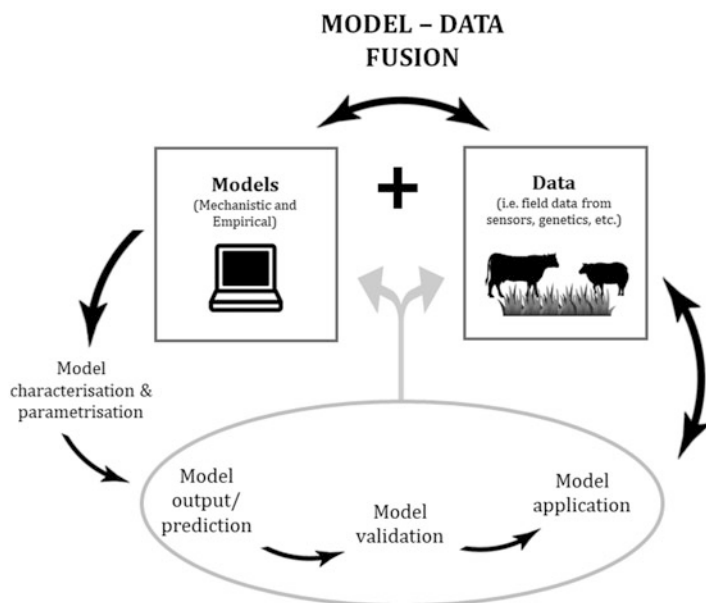 MODEL – DATA
FUSION
Models
(Mechanistic and
Empirical)
+
Data
(i.e. field data from
sensors, genetics, etc.)
Model
characterisation &
parametrisation
Model
output/
prediction
Model
validation
Model
application